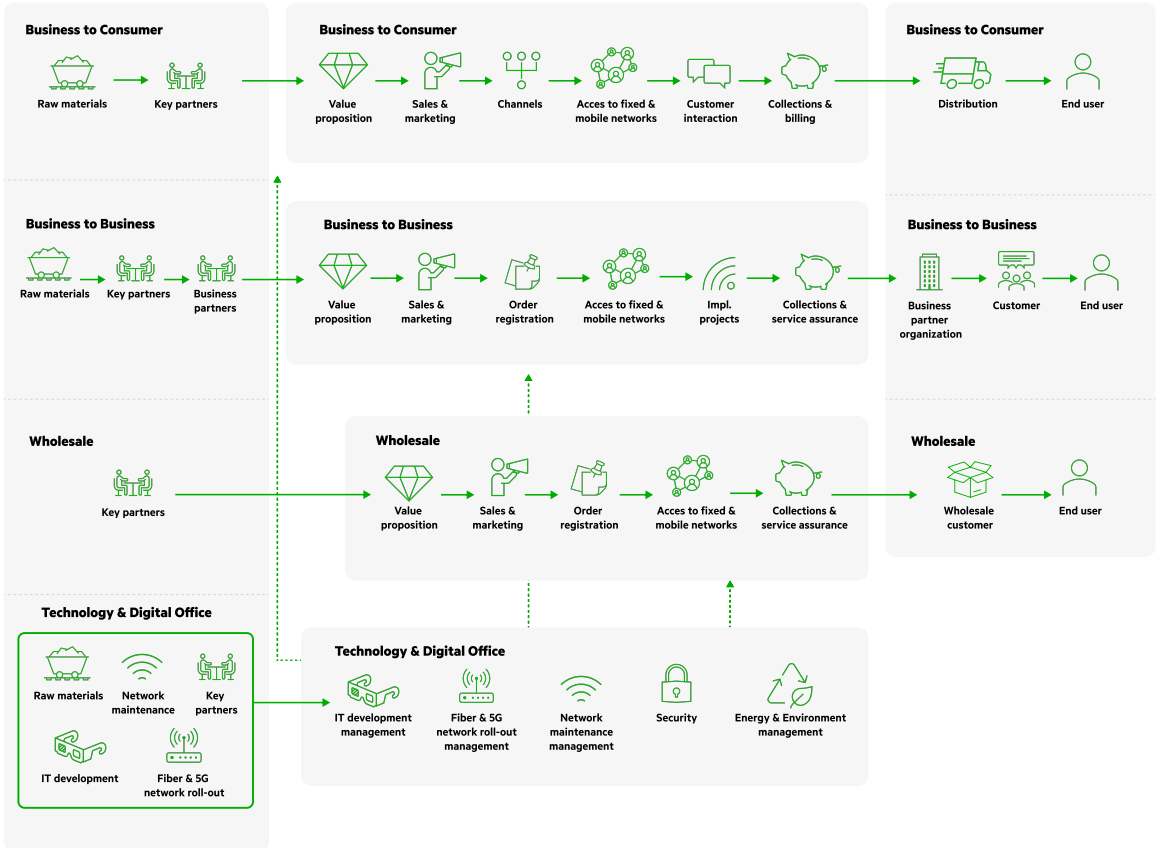 Business to Consumer
Raw materials
Key partners
Business to Consumer
Value
proposition
Sales &
marketing
Channels
Acces to fixed &
mobile networks
Customer
interaction
Collections &
billing
Business to Consumer
Distribution
End user
Business to Business
Raw materials
Key partners
Business
partners
Business to Business
Value
proposition
Sales &
marketing
Order
registration
Acces to fixed &
mobile networks
Impl.
projects
Collections &
service assurance
Business to Business
Business
partner
organization
Customer
End user
Wholesale
Key partners
Wholesale
Value
proposition
Sales &
marketing
Order
registration
Acces to fixed &
mobile networks
Collections &
service assurance
Wholesale
Wholesale
customer
End user
Technology & Digital Office
Raw materials
Network
maintenance
Key
partners
IT development
Fiber & 5G
network roll-out
Technology & Digital Office
IT development
management
Fiber & 5G
network roll-out
management
Network
maintenance
management
Security
Energy & Environment
management